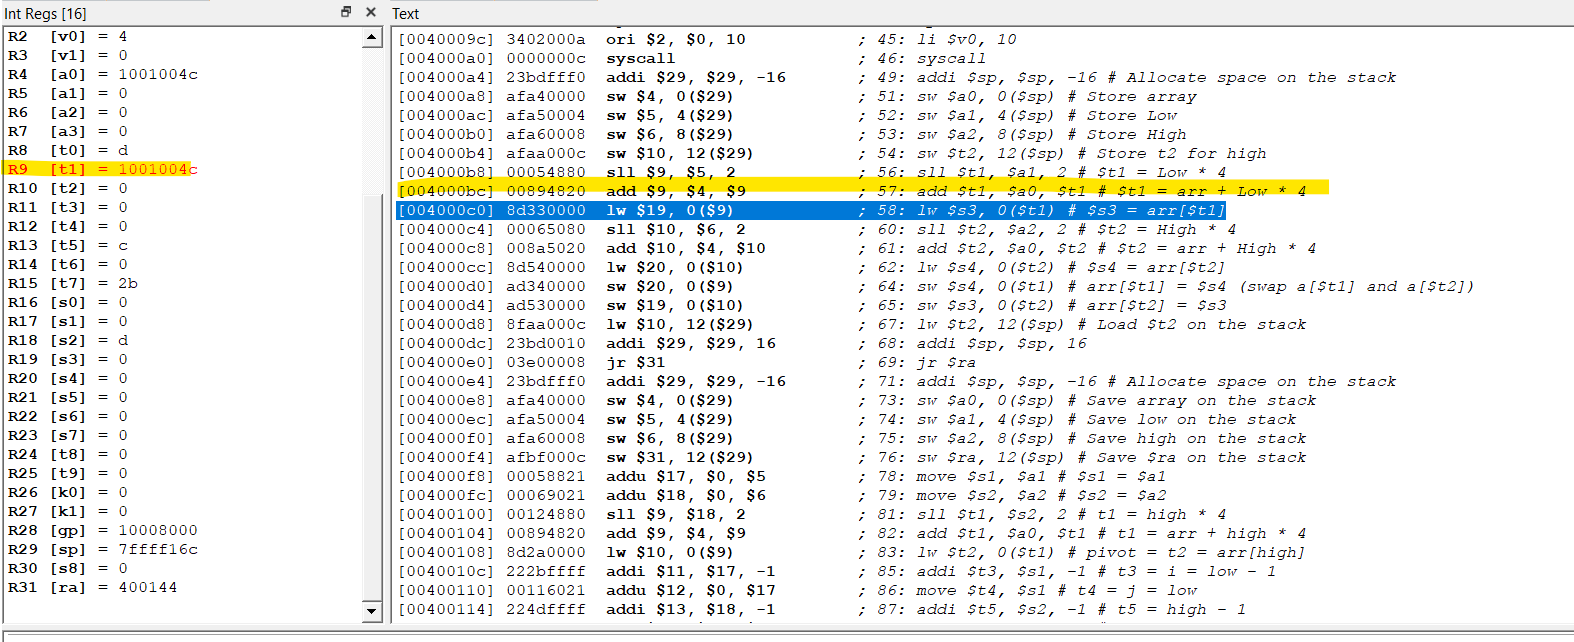 Int Regs [16]
R2 [v0] = 4
R3 [v1] = 0
R4 [a0] = 1001004c
R5 [a1] = 0
R6 [a2] = 0
R7 [a3] = 0
R8 [t0] = d
R9 [t1] = 1001004c
R10 [t2] = 0
R11 [t3] = 0
R12 [t4] = 0
R13 [t5] = c
R14 [t6] = 0
R15 [t7] = 2b
R16 [s0] = 0
R17 [s1] = 0
R18 [s2] = d
R19 [s3] = 0
R20 [s4] = 0
R21 [s5] = 0
R22 [s6] = 0
R23 [s7] = 0
R24 [t8] = 0
R25 [t9] = 0
R26 [k0] = 0
R27 [k1] = 0
R28 [gp] = 10008000
R29 [sp] = 7ffff16c
R30 [s8] = 0
R31 [ra] = 400144
Text
[0040009c] 3402000a ori $2, $0, 10 ; 45: li $v0, 10
[004000a0] 0000000c syscall ; 46: syscall
[004000a4] 23bdfff0 addi $29, $29, -16 ; 49: addi $sp, $sp, -16 # Allocate space on the stack
[004000a8] afa40000 sw $4, 0($29) ; 51: sw $a0, 0($sp) # Store array
[004000ac] afa50004 sw $5, 4($29) ; 52: sw $a1, 4($sp) # Store Low
[004000b0] afa60008 sw $6, 8($29) ; 53: sw $a2, 8($sp) # Store High
[004000b4] afaa000c sw $10, 12($29) ; 54: sw $t2, 12($sp) # Store t2 for high
[004000b8] 00054880 sll $9, $5, 2 ; 56: sll $t1, $a1, 2 # $t1 = Low * 4
[004000bc] 00894820 add $9, $4, $9 ; 57: add $t1, $a0, $t1 # $t1 = arr + Low * 4
[004000c0] 8d330000 lw $19, 0($9) ; 58: lw $s3, 0($t1) # $s3 = arr[$t1]
[004000c4] 00065080 sll $10, $6, 2 ; 60: sll $t2, $a2, 2 # $t2 = High * 4
[004000c8] 008a5020 add $10, $4, $10 ; 61: add $t2, $a0, $t2 # $t2 = arr + High * 4
[004000cc] 8d540000 lw $20, 0($10) ; 62: lw $s4, 0($t2) # $s4 = arr[$t2]
[004000d0] ad340000 sw $20, 0($9) ; 64: sw $s4, 0($t1) # arr[$t1] = $s4 (swap a[$t1] and a[$t2])
[004000d4] ad530000 sw $19, 0($10) ; 65: sw $s3, 0($t2) # arr[$t2] = $s3
[004000d8] 8faa000c lw $10, 12($29) ; 67: lw $t2, 12($sp) # Load $t2 on the stack
[004000dc] 23bd0010 addi $29, $29, 16 ; 68: addi $sp, $sp, 16
[004000e0] 03e00008 jr $31 ; 69: jr $ra
[004000e4] 23bdfff0 addi $29, $29, -16 ; 71: addi $sp, $sp, -16 # Allocate space on the stack
[004000e8] afa40000 sw $4, 0($29) ; 73: sw $a0, 0($sp) # Save array on the stack
[004000ec] afa50004 sw $5, 4($29) ; 74: sw $a1, 4($sp) # Save low on the stack
[004000f0] afa60008 sw $6, 8($29) ; 75: sw $a2, 8($sp) # Save high on the stack
[004000f4] afbf000c sw $31, 12($29) ; 76: sw $ra, 12($sp) # Save $ra on the stack
[004000f8] 00058821 addu $17, $0, $5 ; 78: move $s1, $a1 # $s1 = $a1
[004000fc] 00069021 addu $18, $0, $6 ; 79: move $s2, $a2 # $s2 = $a2
[00400100] 00124880 sll $9, $18, 2 ; 81: sll $t1, $s2, 2 # t1 = high * 4
[00400104] 00894820 add $9, $4, $9 ; 82: add $t1, $a0, $t1 # t1 = arr + high * 4
[00400108] 8d2a0000 lw $10, 0($9) ; 83: lw $t2, 0($t1) # pivot = t2 = arr[high]
[0040010c] 222bffff addi $11, $17, -1 ; 85: addi $t3, $s1, -1 # t3 = i = low - 1
[00400110] 00116021 addu $12, $0, $17 ; 86: move $t4, $s1 # t4 = j = low
[00400114] 224dffff addi $13, $18, -1 ; 87: addi $t5, $s2, -1 # t5 = high - 1